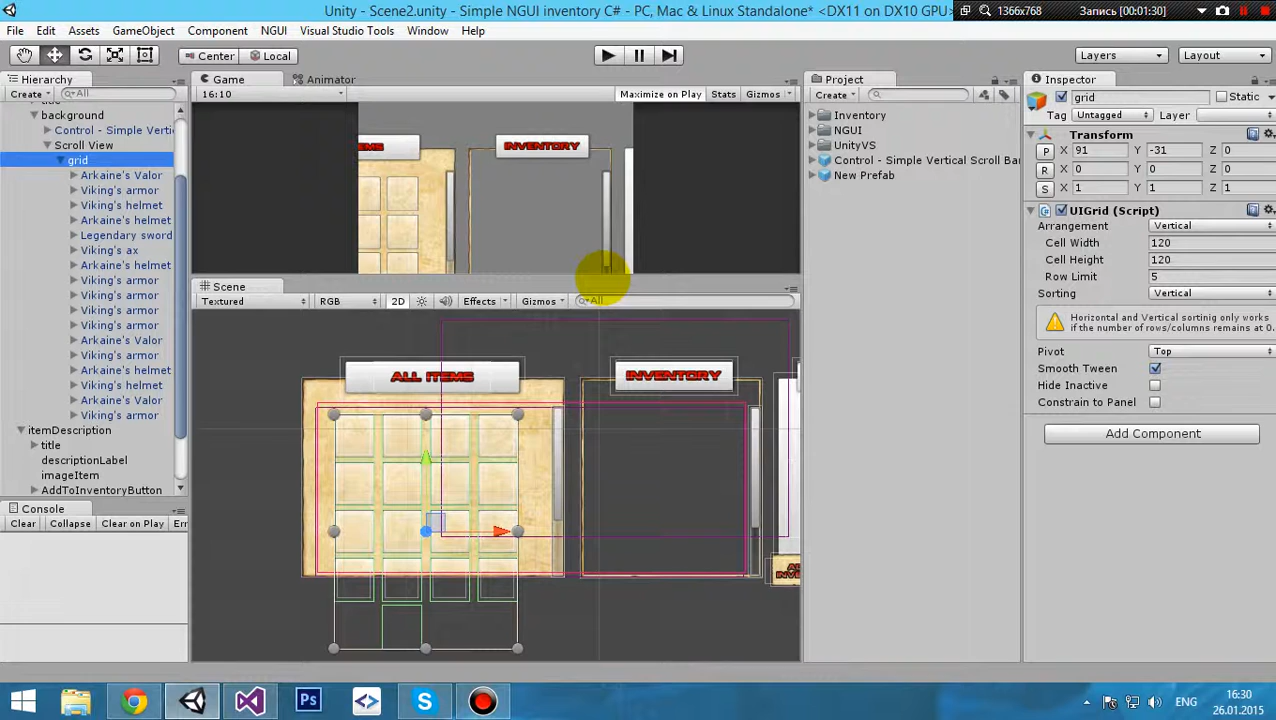 Unity - Scene2.unity - Simple NGUI inventory C# - PC, Mac & Linux Standalone* <DX11 on DX10 GPU>
1366x768
Запись [00:01:30]
File Edit Assets GameObject Component NGUI Visual Studio Tools Window Help
Center Local
Layers Layout
Hierarchy
Create All
background
Control - Simple Verti
Scroll View
grid
Arkaine's Valor
Viking's armor
Viking's helmet
Arkaine's helmet
Legendary sword
Viking's ax
Arkaine's helmet
Viking's armor
Viking's armor
Viking's armor
Viking's armor
Arkaine's Valor
Viking's armor
Arkaine's helmet
Viking's helmet
Arkaine's Valor
Viking's armor
itemDescription
title
descriptionLabel
imageItem
AddToInventoryButton
Console
Clear Collapse Clear on Play Err
Game Animator
16:10 Maximize on Play Stats Gizmos
EMS INVENTORY
Scene
Textured RGB 2D Effects Gizmos All
ALL ITEMS INVENTORY
Project
Create
Inventory
NGUI
UnityVS
Control - Simple Vertical Scroll Bar
New Prefab
Inspector
grid Static
Tag Untagged Layer
Transform
P X 91 Y -31 Z 0
R X 0 Y 0 Z 0
S X 1 Y 1 Z 1
UIGrid (Script)
Arrangement Vertical
Cell Width 120
Cell Height 120
Row Limit 5
Sorting Vertical
Horizontal and Vertical sortinig only works
if the number of rows/columns remains at 0.
Pivot Top
Smooth Tween
Hide Inactive
Constrain to Panel
Add Component
Ps
ENG
16:30
26.01.2015